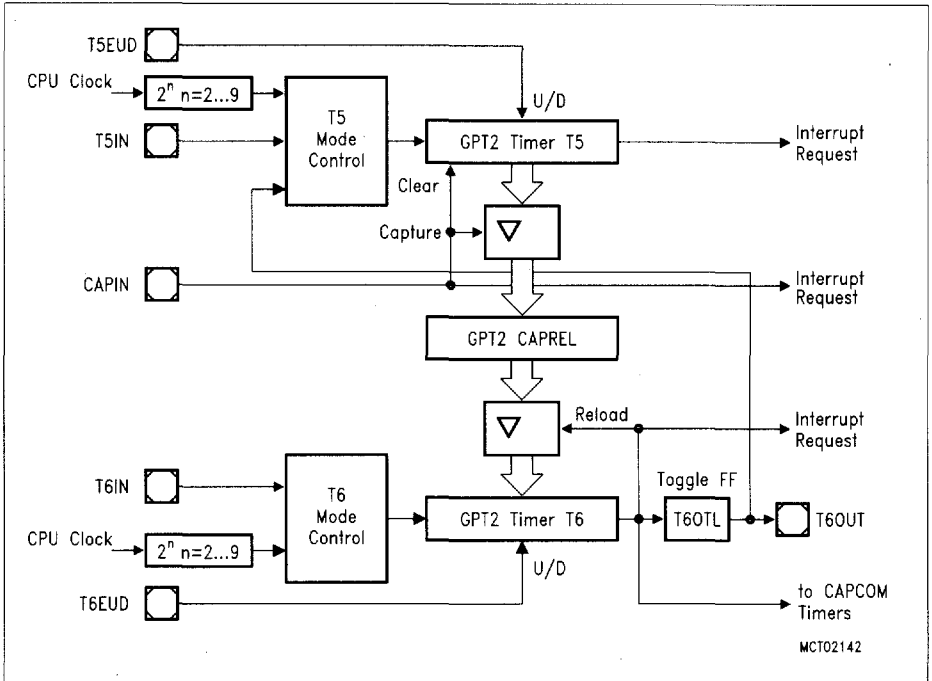 T5EUD
CPU Clock
2ⁿ n=2...9
T5IN
T5
Mode
Control
U/D
GPT2 Timer T5
Interrupt
Request
Clear
Capture
CAPIN
Interrupt
Request
GPT2 CAPREL
Reload
Interrupt
Request
T6IN
T6
Mode
Control
Toggle FF
GPT2 Timer T6
T6OTL
T6OUT
CPU Clock
2ⁿ n=2...9
U/D
T6EUD
to CAPCOM
Timers
MCT02142